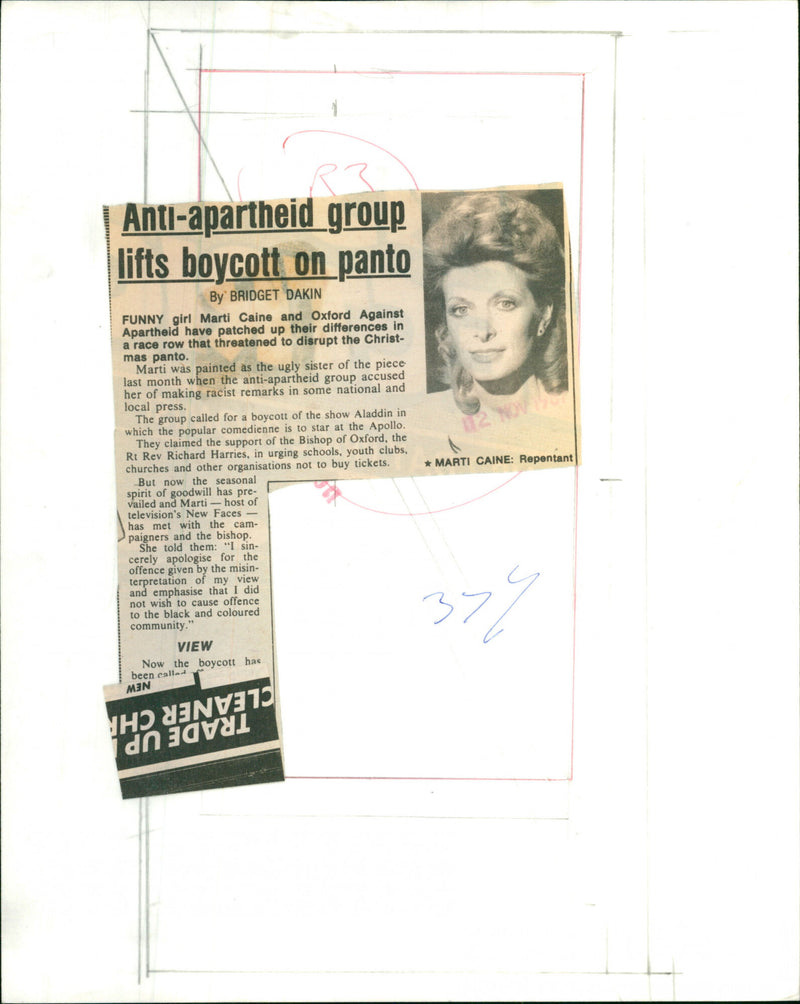 R3
Anti-apartheid group
lifts boycott on panto
By BRIDGET DAKIN
FUNNY girl Marti Caine and Oxford Against
Apartheid have patched up their differences in
a race row that threatened to disrupt the Christ-
mas panto.
Marti was painted as the ugly sister of the piece
last month when the anti-apartheid group accused
her of making racist remarks in some national and
local press.
The group called for a boycott of the show Aladdin in
which the popular comedienne is to star at the Apollo.
They claimed the support of the Bishop of Oxford, the
Rt Rev Richard Harries, in urging schools, youth clubs,
churches and other organisations not to buy tickets.
But now the seasonal
spirit of goodwill has pre-
vailed and Marti — host of
television's New Faces —
has met with the cam-
paigners and the bishop.
She told them: "I sin-
cerely apologise for the
offence given by the misin-
terpretation of my view
and emphasise that I did
not wish to cause offence
to the black and coloured
community."
VIEW
Now the boycott has
been called
12 NOV
★ MARTI CAINE: Repentant
NEW
CLEANER
TRADE UP